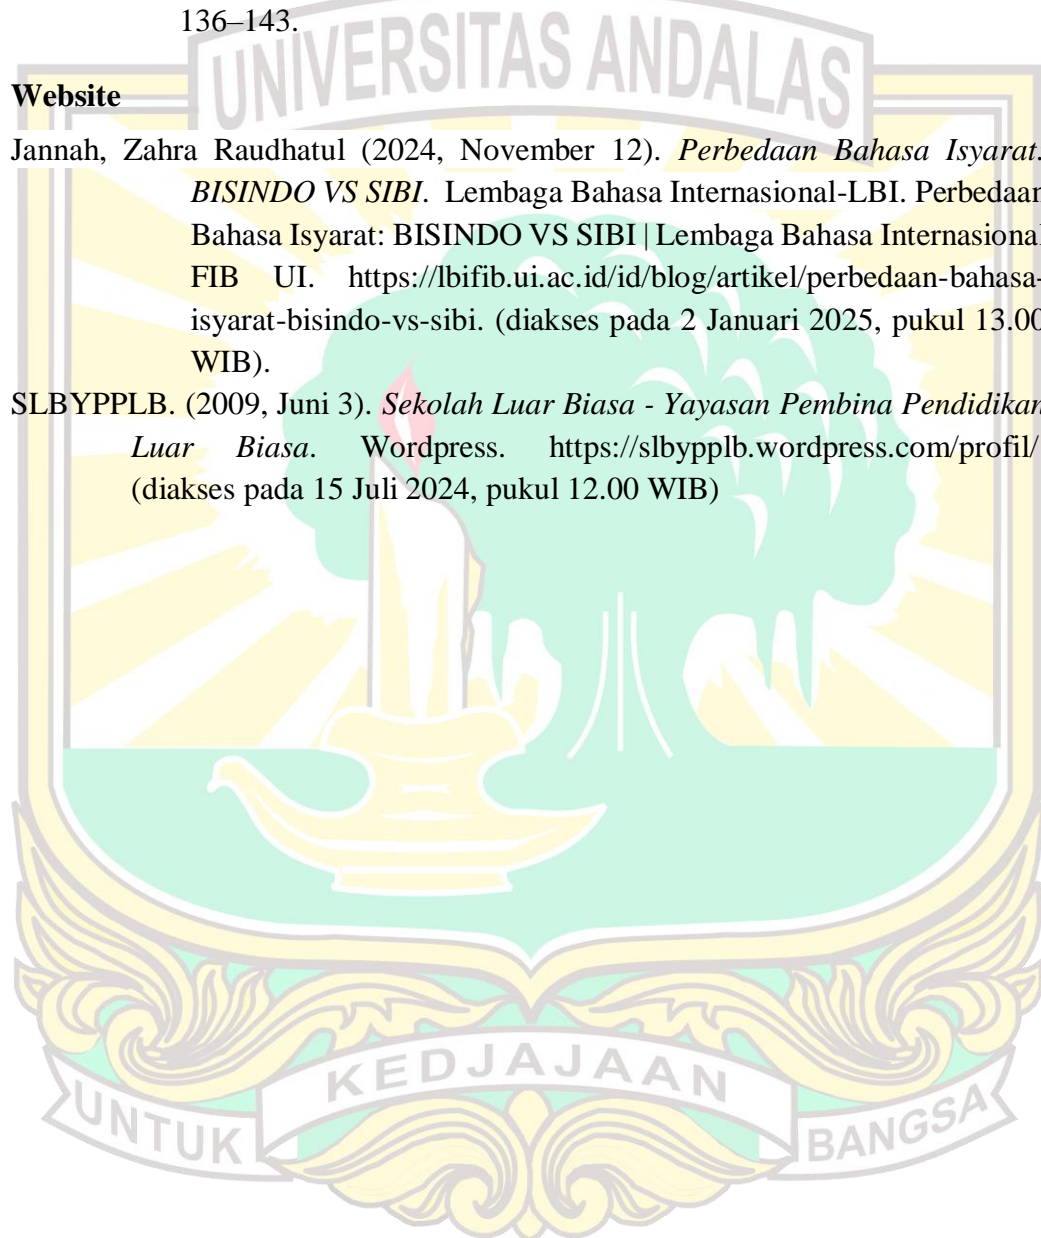 136–143.
UNIVERSITAS ANDALAS
Website
Jannah, Zahra Raudhatul (2024, November 12). Perbedaan Bahasa Isyarat.
BISINDO VS SIBI. Lembaga Bahasa Internasional-LBI. Perbedaan
Bahasa Isyarat: BISINDO VS SIBI | Lembaga Bahasa Internasional
FIB UI. https://lbifib.ui.ac.id/id/blog/artikel/perbedaan-bahasa-
isyarat-bisindo-vs-sibi. (diakses pada 2 Januari 2025, pukul 13.00
WIB).
SLBYPPLB. (2009, Juni 3). Sekolah Luar Biasa - Yayasan Pembina Pendidikan
Luar Biasa. Wordpress. https://slbypplb.wordpress.com/profil/
(diakses pada 15 Juli 2024, pukul 12.00 WIB)
UNTUK KEDJAJAAN BANGSA